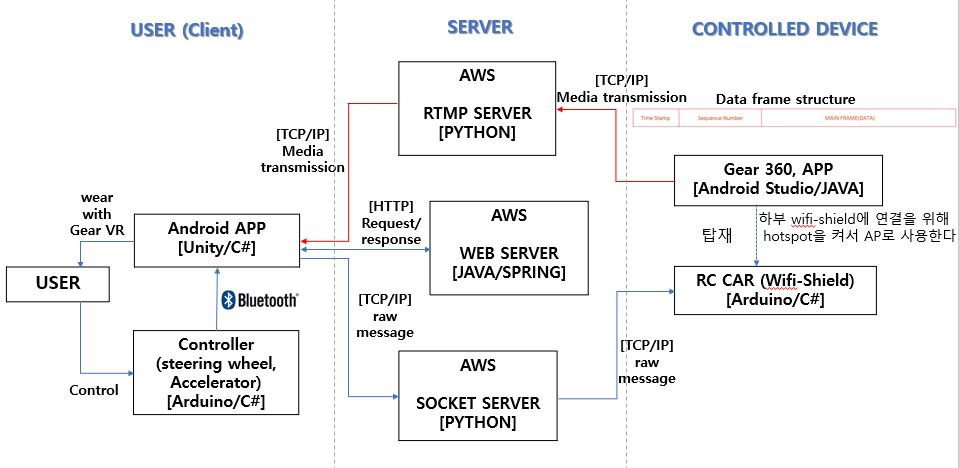 USER (Client)
SERVER
CONTROLLED DEVICE
AWS
RTMP SERVER
[PYTHON]
[TCP/IP]
Media transmission
Data frame structure
Time Stamp
Sequence Number
MAIN FRAME(DATA)
[TCP/IP]
Media
transmission
Gear 360, APP
[Android Studio/JAVA]
wear
with
Gear VR
Android APP
[Unity/C#]
[HTTP]
Request/
response
AWS
WEB SERVER
[JAVA/SPRING]
탑재
하부 wifi-shield에 연결을 위해
hotspot을 켜서 AP로 사용한다
USER
Bluetooth®
RC CAR (Wifi-Shield)
[Arduino/C#]
[TCP/IP]
raw
message
Controller
(steering wheel,
Accelerator)
[Arduino/C#]
Control
AWS
SOCKET SERVER
[PYTHON]
[TCP/IP]
raw
message